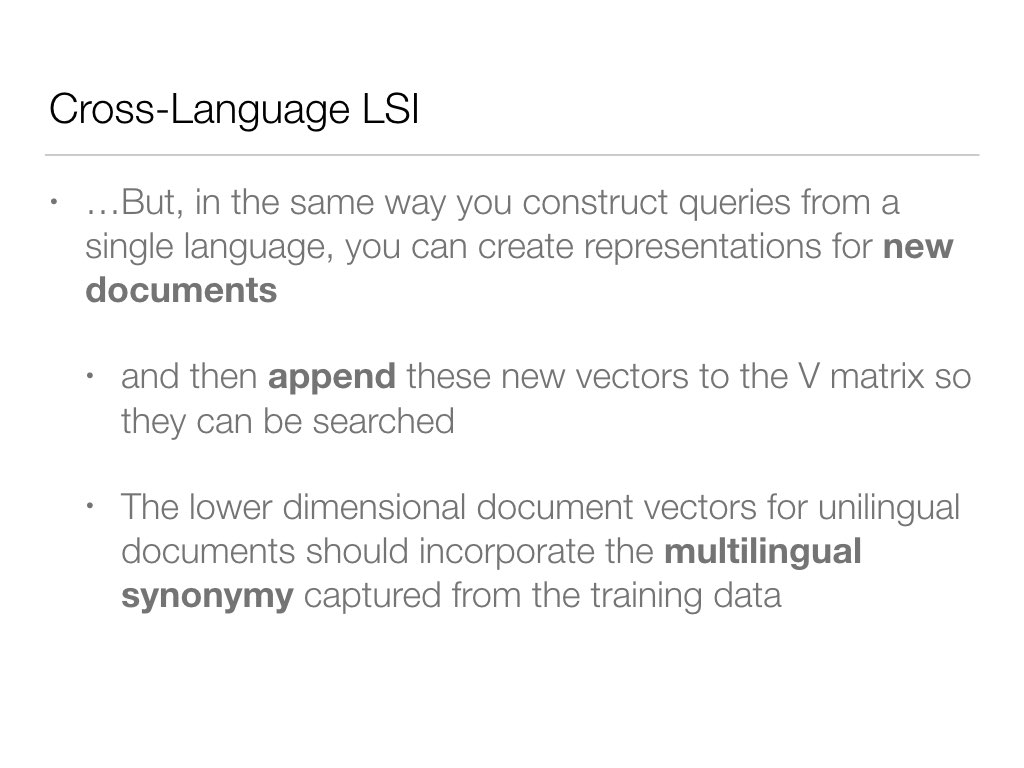 Cross-Language LSI
• …But, in the same way you construct queries from a
single language, you can create representations for new
documents
• and then append these new vectors to the V matrix so
they can be searched
• The lower dimensional document vectors for unilingual
documents should incorporate the multilingual
synonymy captured from the training data